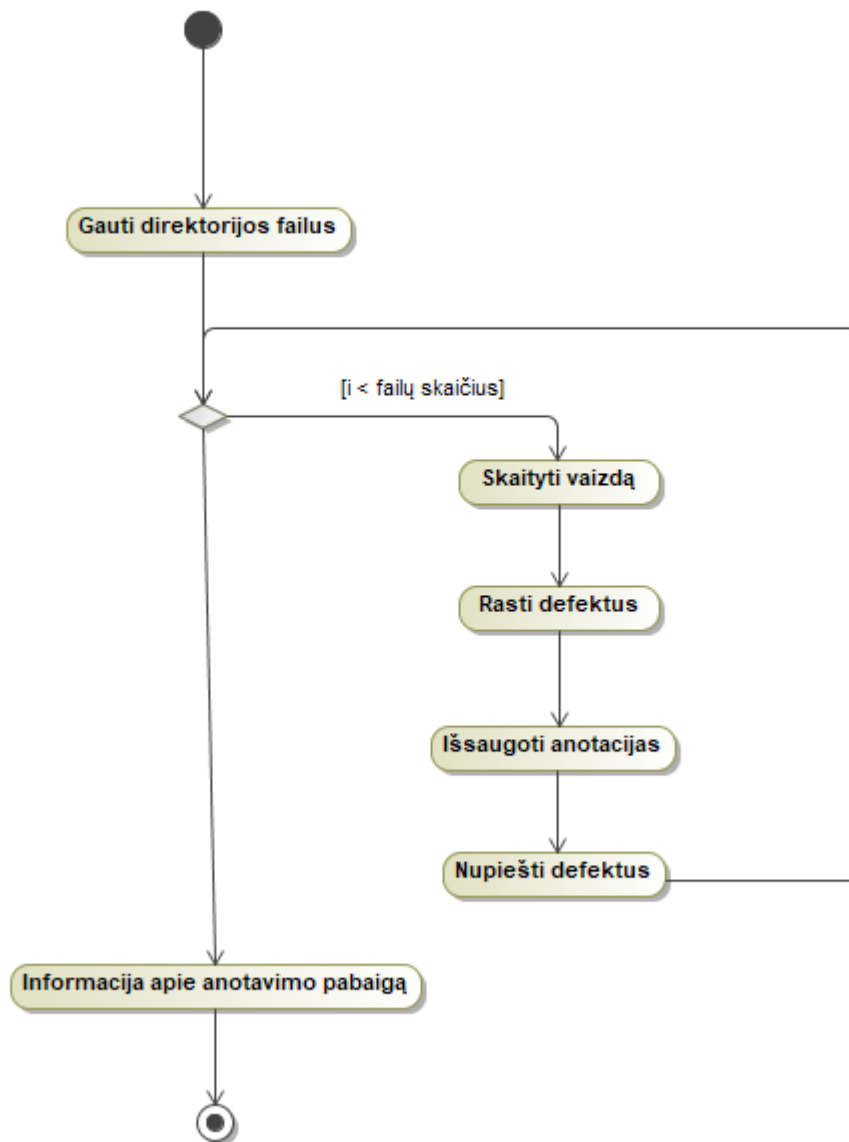 Gauti direktorijos failus
[i < failų skaičius]
Skaityti vaizdą
Rasti defektus
Išsaugoti anotacijas
Nupiešti defektus
Informacija apie anotavimo pabaigą